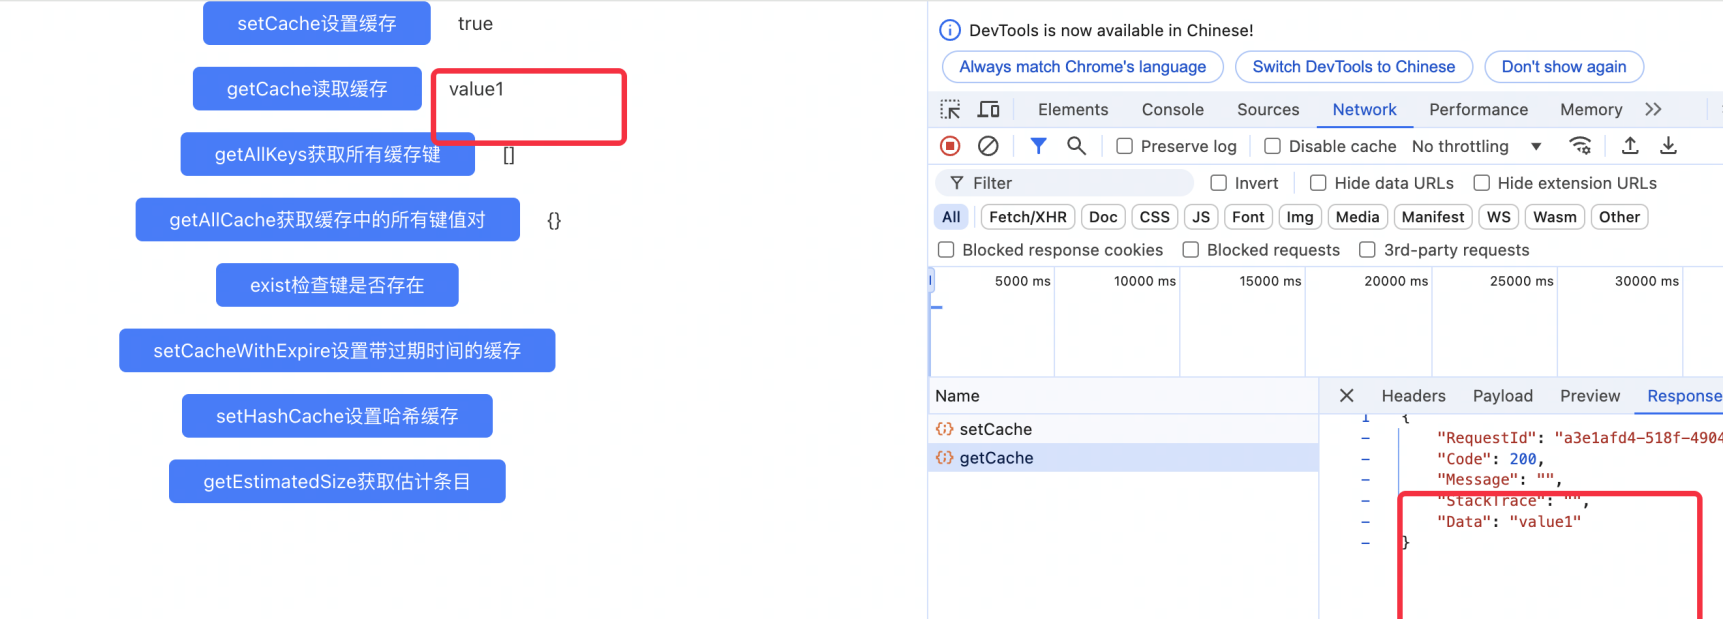 setCache设置缓存 true
getCache读取缓存 value1
getAllKeys获取所有缓存键 []
getAllCache获取缓存中的所有键值对 {}
exist检查键是否存在
setCacheWithExpire设置带过期时间的缓存
setHashCache设置哈希缓存
getEstimatedSize获取估计条目
DevTools is now available in Chinese!
Always match Chrome's language Switch DevTools to Chinese Don't show again
Elements Console Sources Network Performance Memory
Preserve log Disable cache No throttling
Filter Invert Hide data URLs Hide extension URLs
All Fetch/XHR Doc CSS JS Font Img Media Manifest WS Wasm Other
Blocked response cookies Blocked requests 3rd-party requests
5000 ms 10000 ms 15000 ms 20000 ms 25000 ms 30000 ms
Name
setCache
getCache
Headers Payload Preview Response
1 {
- "RequestId": "a3e1afd4-518f-4904
- "Code": 200,
- "Message": "",
- "StackTrace": "",
- "Data": "value1"
- }